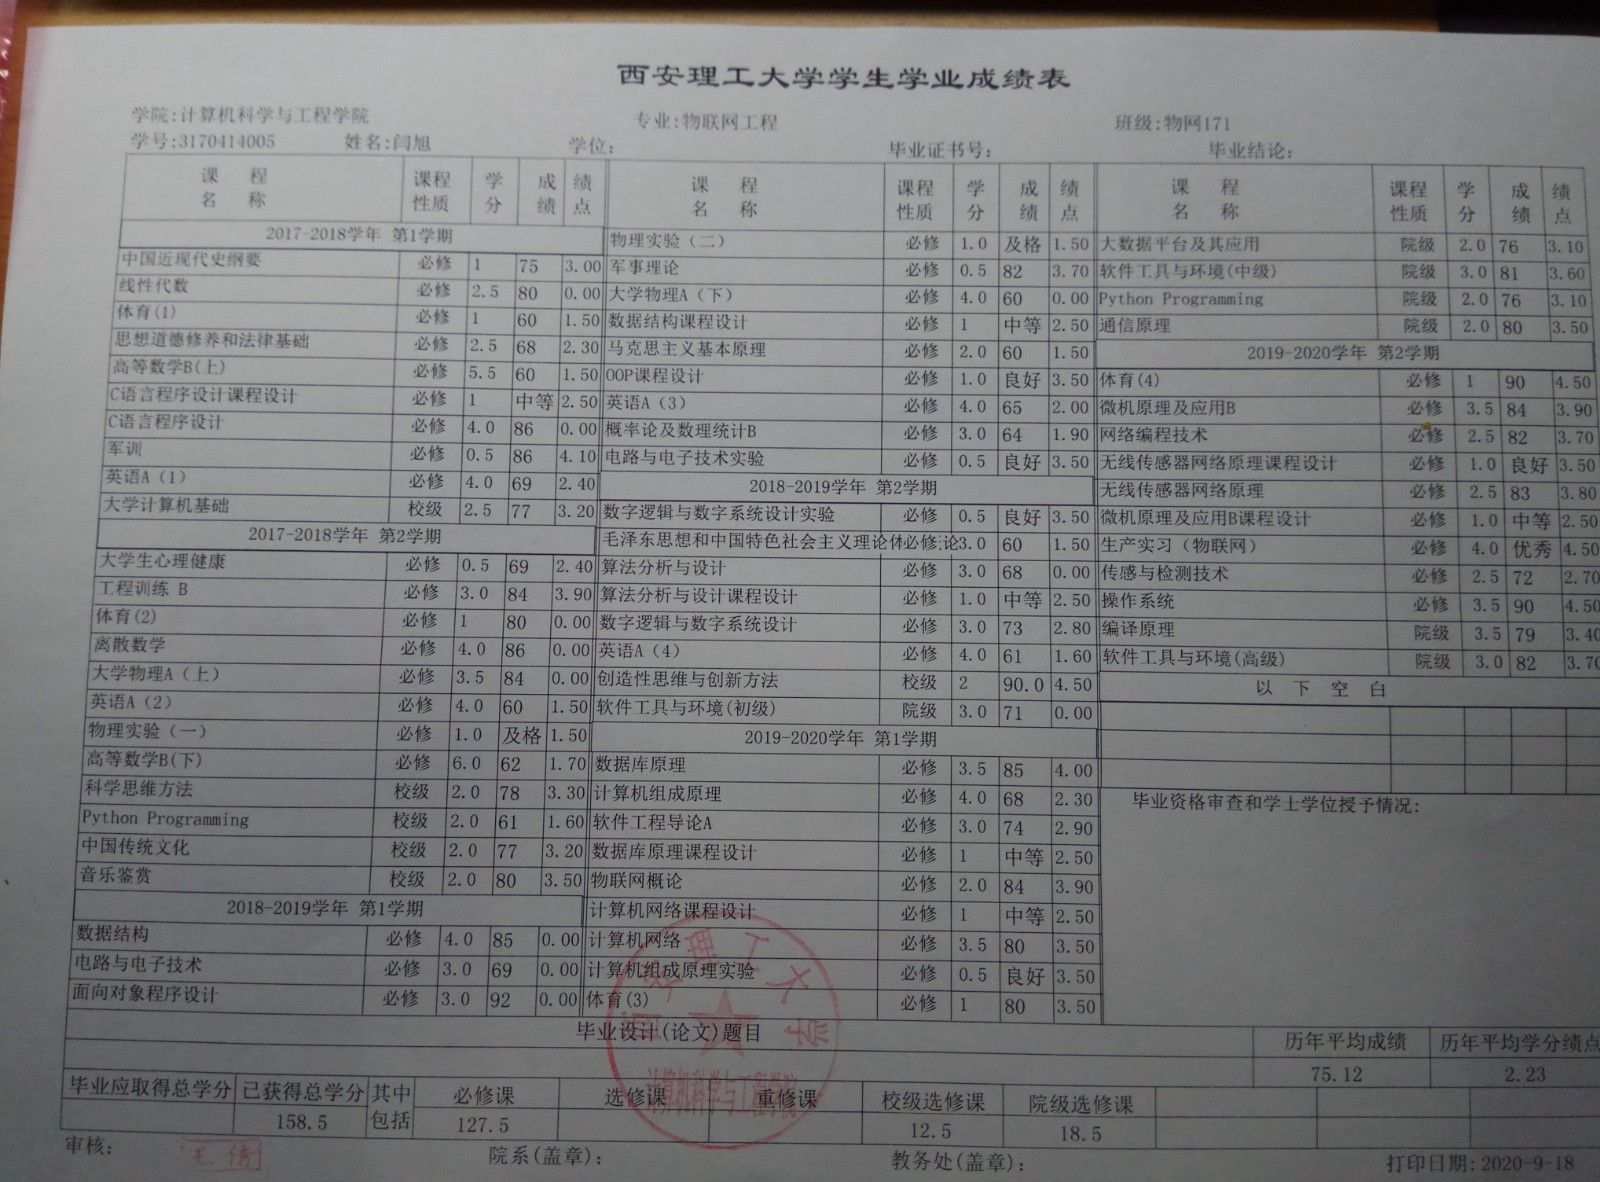 西安理工大学学生学业成绩表
学院:计算机科学与工程学院 专业:物联网工程 班级:物网171
学号:3170414005 姓名:闫旭 学位: 毕业证书号: 毕业结论:
课程名称 课程性质 学分 成绩 绩点
2017-2018学年 第1学期
中国近现代史纲要 必修 1 75 3.00
线性代数 必修 2.5 80 0.00
体育(1) 必修 1 60 1.50
思想道德修养和法律基础 必修 2.5 68 2.30
高等数学B(上) 必修 5.5 60 1.50
C语言程序设计课程设计 必修 1 中等 2.50
C语言程序设计 必修 4.0 86 0.00
军训 必修 0.5 86 4.10
英语A（1） 必修 4.0 69 2.40
大学计算机基础 校级 2.5 77 3.20
2017-2018学年 第2学期
大学生心理健康 必修 0.5 69 2.40
工程训练 B 必修 3.0 84 3.90
体育(2) 必修 1 80 0.00
离散数学 必修 4.0 86 0.00
大学物理A（上） 必修 3.5 84 0.00
英语A（2） 必修 4.0 60 1.50
物理实验（一） 必修 1.0 及格 1.50
高等数学B(下) 必修 6.0 62 1.70
科学思维方法 校级 2.0 78 3.30
Python Programming 校级 2.0 61 1.60
中国传统文化 校级 2.0 77 3.20
音乐鉴赏 校级 2.0 80 3.50
2018-2019学年 第1学期
数据结构 必修 4.0 85 0.00
电路与电子技术 必修 3.0 69 0.00
面向对象程序设计 必修 3.0 92 0.00
课程名称 课程性质 学分 成绩 绩点
物理实验（二） 必修 1.0 及格 1.50
军事理论 必修 0.5 82 3.70
大学物理A（下） 必修 4.0 60 0.00
数据结构课程设计 必修 1 中等 2.50
马克思主义基本原理 必修 2.0 60 1.50
OOP课程设计 必修 1.0 良好 3.50
英语A（3） 必修 4.0 65 2.00
概率论及数理统计B 必修 3.0 64 1.90
电路与电子技术实验 必修 0.5 良好 3.50
2018-2019学年 第2学期
数字逻辑与数字系统设计实验 必修 0.5 良好 3.50
毛泽东思想和中国特色社会主义理论体 必修 论 3.0 60 1.50
算法分析与设计 必修 3.0 68 0.00
算法分析与设计课程设计 必修 1.0 中等 2.50
数字逻辑与数字系统设计 必修 3.0 73 2.80
英语A（4） 必修 4.0 61 1.60
创造性思维与创新方法 校级 2 90.0 4.50
软件工具与环境(初级) 院级 3.0 71 0.00
2019-2020学年 第1学期
数据库原理 必修 3.5 85 4.00
计算机组成原理 必修 4.0 68 2.30
软件工程导论A 必修 3.0 74 2.90
数据库原理课程设计 必修 1 中等 2.50
物联网概论 必修 2.0 84 3.90
计算机网络课程设计 必修 1 中等 2.50
计算机网络 必修 3.5 80 3.50
计算机组成原理实验 必修 0.5 良好 3.50
体育(3) 必修 1 80 3.50
课程名称 课程性质 学分 成绩 绩点
大数据平台及其应用 院级 2.0 76 3.10
软件工具与环境(中级) 院级 3.0 81 3.60
Python Programming 院级 2.0 76 3.10
通信原理 院级 2.0 80 3.50
2019-2020学年 第2学期
体育(4) 必修 1 90 4.50
微机原理及应用B 必修 3.5 84 3.90
网络编程技术 必修 2.5 82 3.70
无线传感器网络原理课程设计 必修 1.0 良好 3.50
无线传感器网络原理 必修 2.5 83 3.80
微机原理及应用B课程设计 必修 1.0 中等 2.50
生产实习（物联网） 必修 4.0 优秀 4.50
传感与检测技术 必修 2.5 72 2.70
操作系统 必修 3.5 90 4.50
编译原理 院级 3.5 79 3.40
软件工具与环境(高级) 院级 3.0 82 3.70
以下空白
毕业资格审查和学士学位授予情况:
毕业设计(论文)题目 历年平均成绩 历年平均学分绩点
75.12 2.23
毕业应取得总学分 已获得总学分 其中包括 必修课 选修课 重修课 校级选修课 院级选修课
158.5 127.5 12.5 18.5
西安理工大学
计算机科学与工程学院
审核: 王倩 院系(盖章): 教务处(盖章): 打印日期:2020-9-18